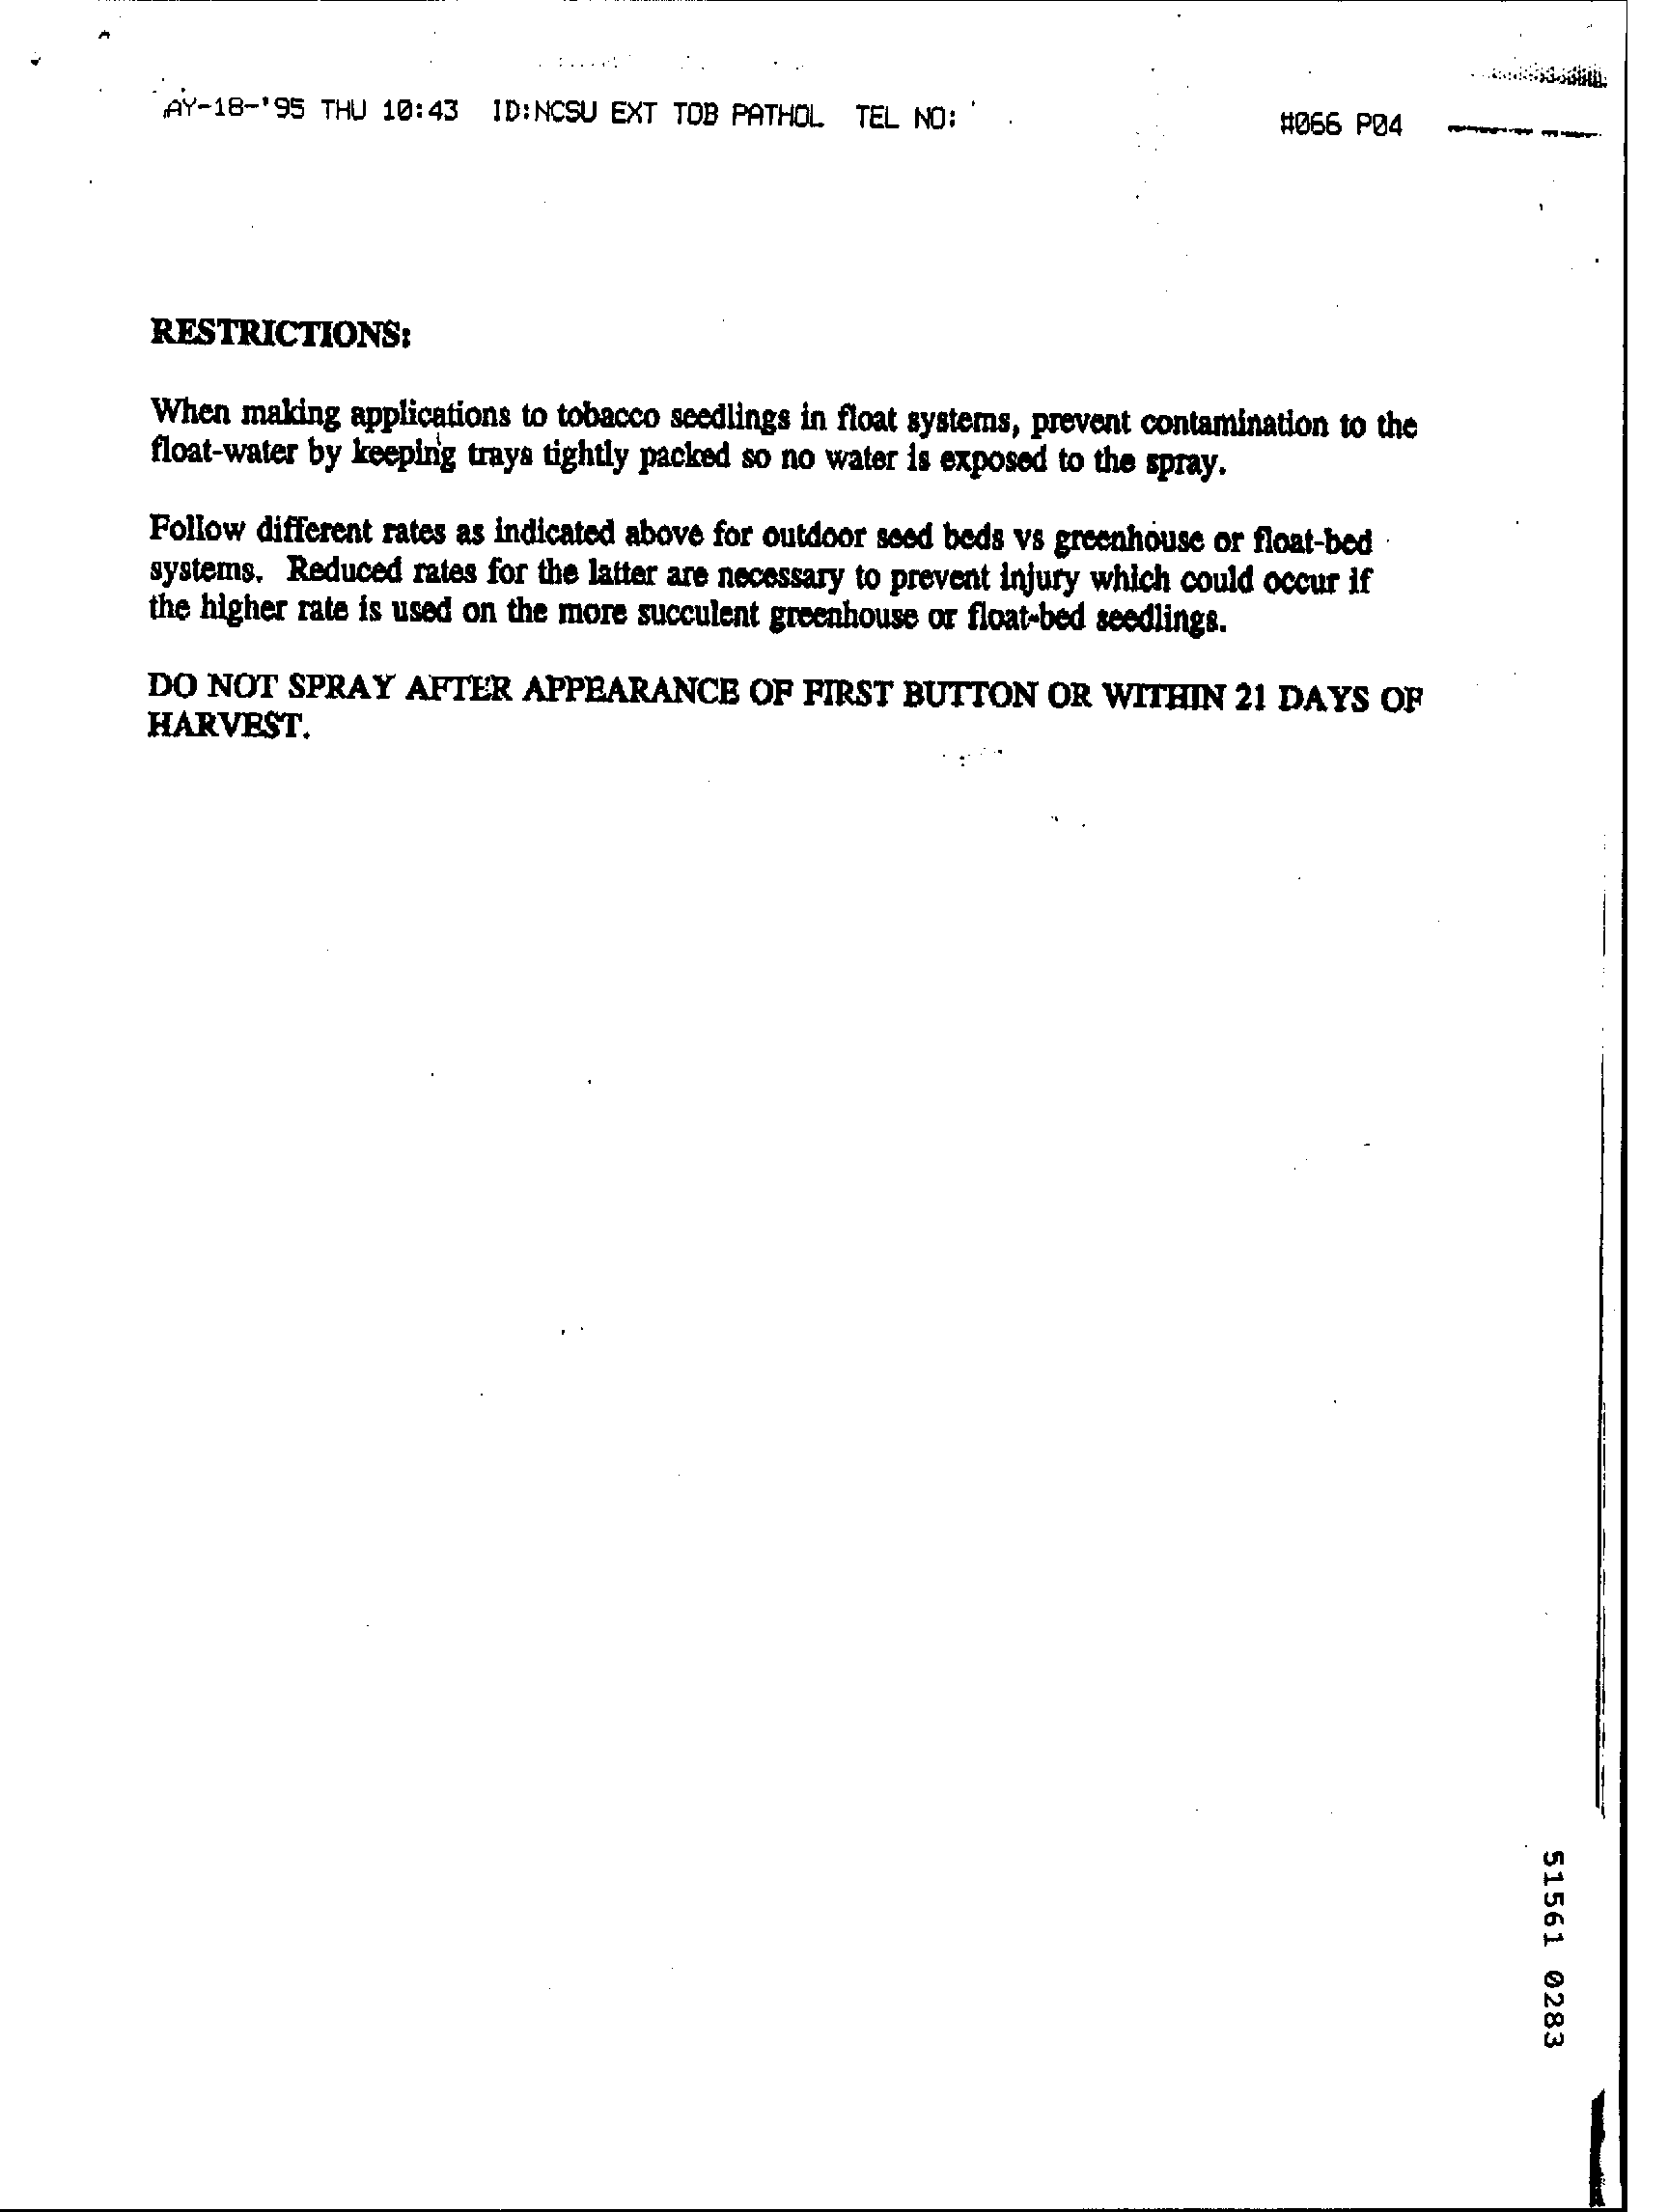 AY-18-'95 THU 10:43 ID:NCSU EXT TOB PATHOL TEL NO: #066 P04
RESTRICTIONS:
When making applications to tobacco seedlings in float systems, prevent contamination to the
float-water by keeping trays tightly packed so no water is exposed to the spray.
Follow different rates as indicated above for outdoor seed beds vs greenhouse or float-bed
systems. Reduced rates for the latter are necessary to prevent injury which could occur if
the higher rate is used on the more succulent greenhouse or float-bed seedlings.
DO NOT SPRAY AFTER APPEARANCE OF FIRST BUTTON OR WITHIN 21 DAYS OF
HARVEST.
51561 0283